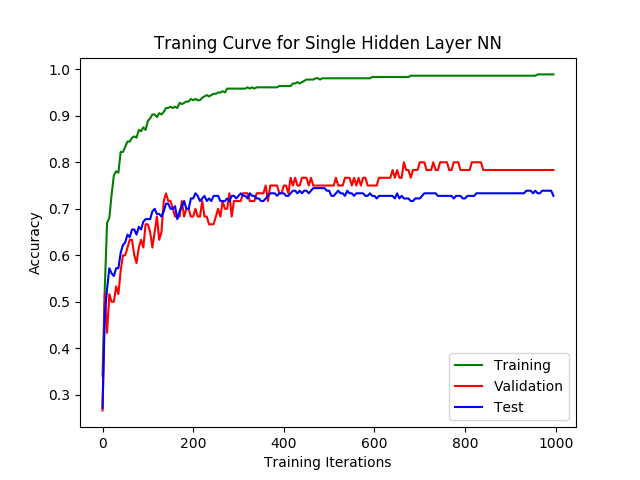 Traning Curve for Single Hidden Layer NN
1.0
0.9
0.8
0.7
0.6
0.5
0.4
0.3
Accuracy
0 200 400 600 800 1000
Training Iterations
Training
Validation
Test